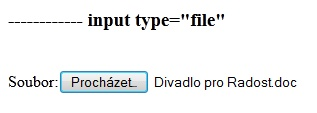 ------------ input type="file"
Soubor: Procházet.. Divadlo pro Radost.doc